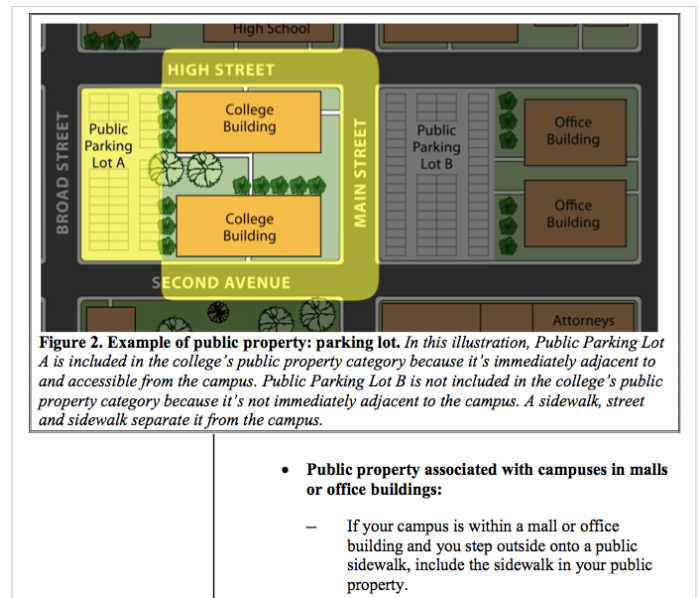 High School
HIGH STREET
College
Building
Public
Parking
Lot A
BROAD STREET
MAIN STREET
Public
Parking
Lot B
Office
Building
College
Building
Office
Building
SECOND AVENUE
Attorneys
Figure 2. Example of public property: parking lot. In this illustration, Public Parking Lot
A is included in the college's public property category because it's immediately adjacent to
and accessible from the campus. Public Parking Lot B is not included in the college's public
property category because it's not immediately adjacent to the campus. A sidewalk, street
and sidewalk separate it from the campus.
• Public property associated with campuses in malls
or office buildings:
– If your campus is within a mall or office
building and you step outside onto a public
sidewalk, include the sidewalk in your public
property.